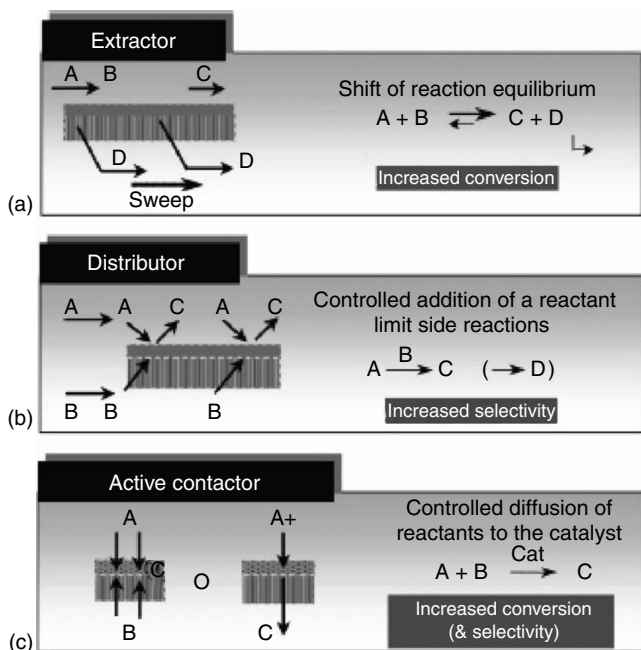 Extractor
A B C
D D
Sweep
Shift of reaction equilibrium
A + B C + D
Increased conversion
(a)
Distributor
A A C A C
B B B
Controlled addition of a reactant
limit side reactions
B
A C ( D)
Increased selectivity
(b)
Active contactor
A A+
C
O
B C
Controlled diffusion of
reactants to the catalyst
Cat
A + B C
Increased conversion
(& selectivity)
(c)